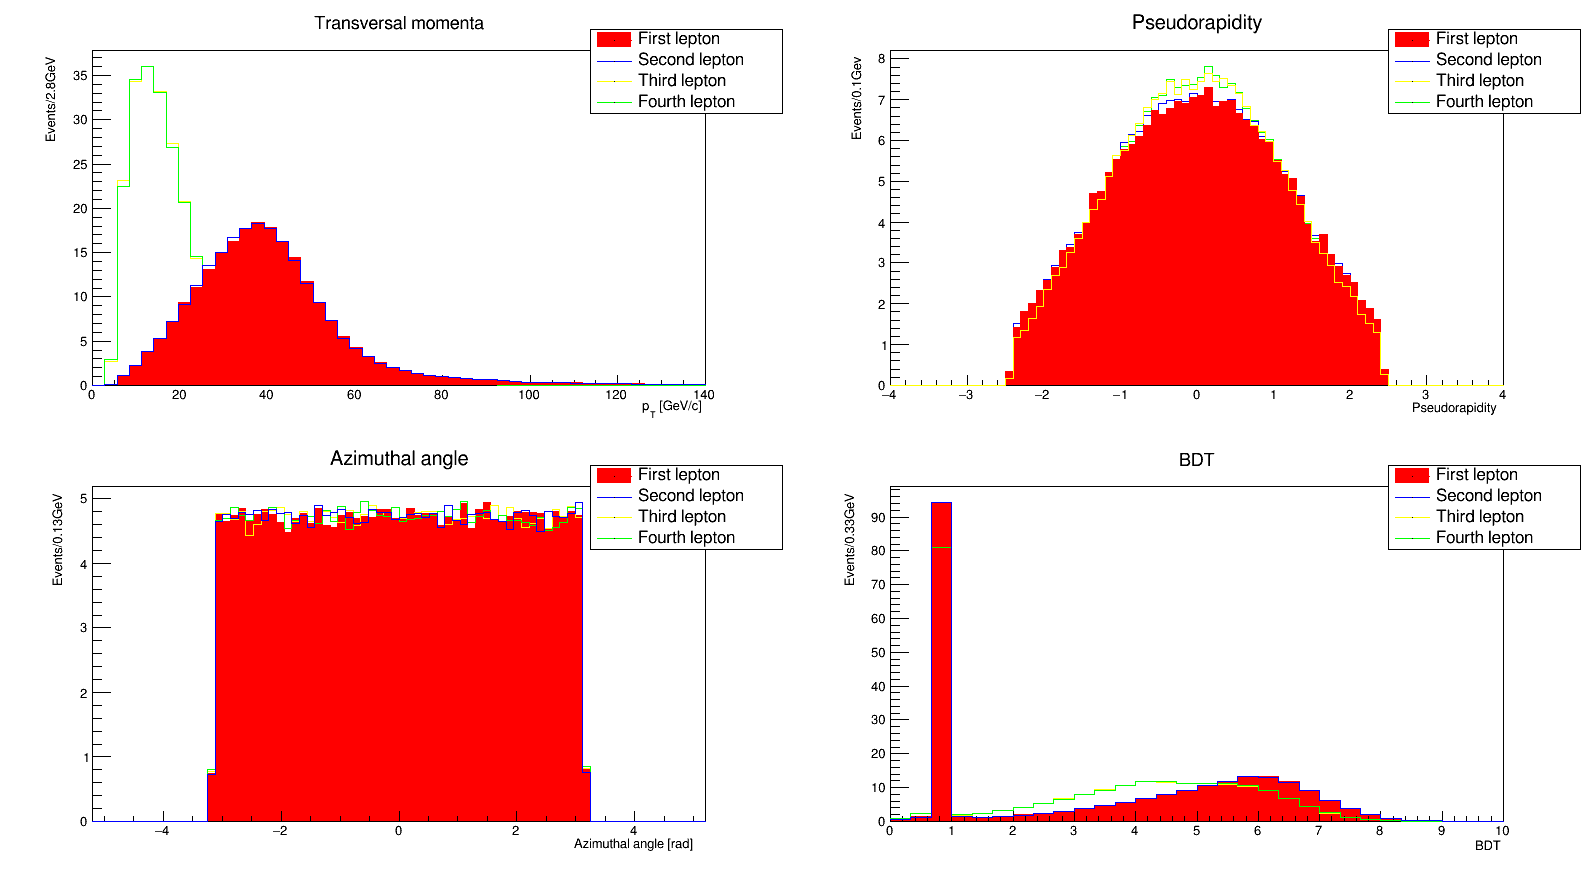 Transversal momenta
First lepton
Second lepton
Third lepton
Fourth lepton
Events/2.8GeV
35
30
25
20
15
10
5
0
0 20 40 60 80 100 120 140
p_T [GeV/c]
Pseudorapidity
First lepton
Second lepton
Third lepton
Fourth lepton
Events/0.1Gev
8
7
6
5
4
3
2
1
0
−4 −3 −2 −1 0 1 2 3 4
Pseudorapidity
Azimuthal angle
First lepton
Second lepton
Third lepton
Fourth lepton
Events/0.13GeV
5
4
3
2
1
0
−4 −2 0 2 4
Azimuthal angle [rad]
BDT
First lepton
Second lepton
Third lepton
Fourth lepton
Events/0.33GeV
90
80
70
60
50
40
30
20
10
0
0 1 2 3 4 5 6 7 8 9 10
BDT